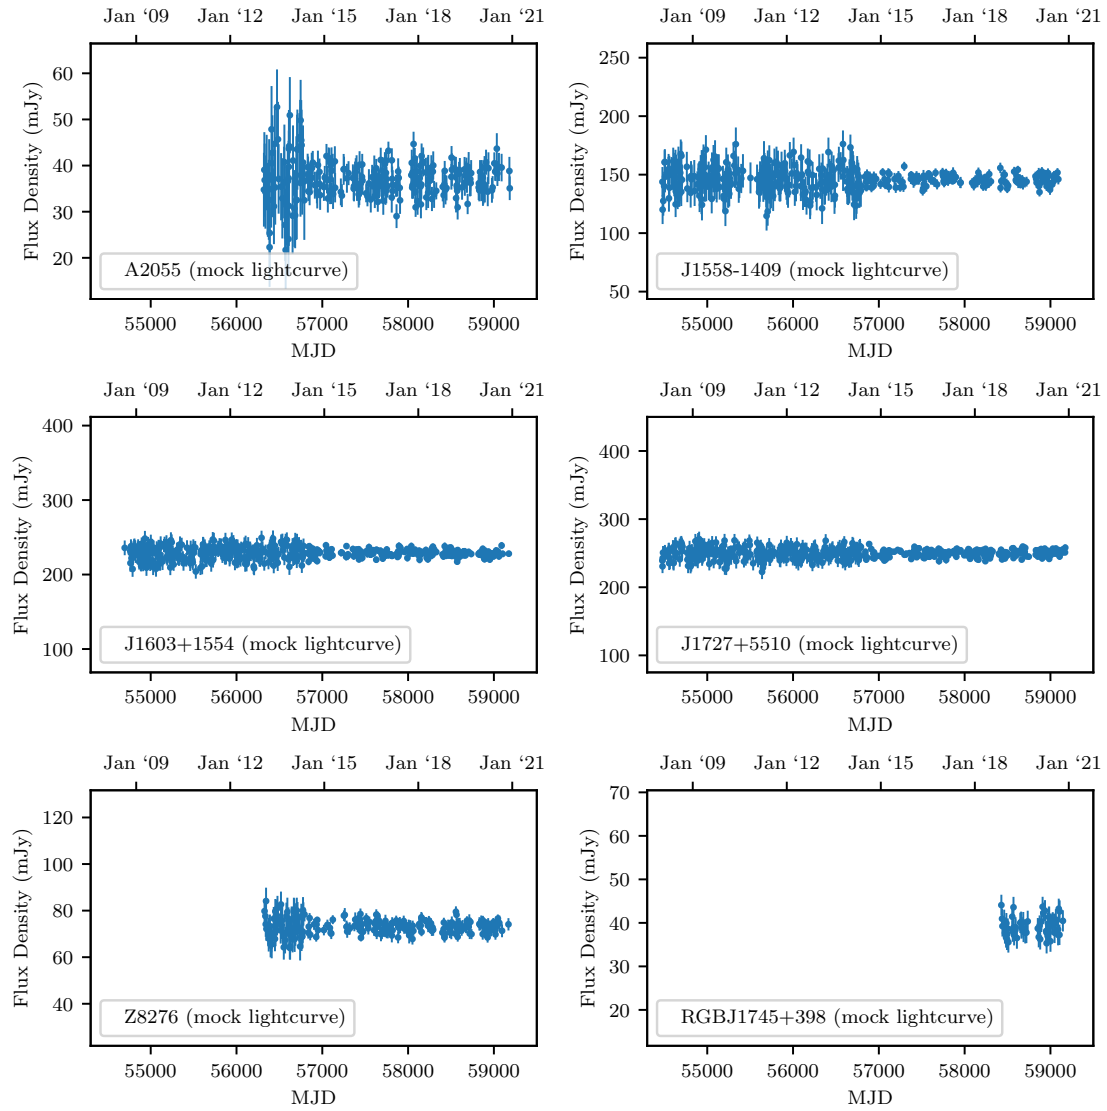 Jan ‘09 Jan ‘12 Jan ‘15 Jan ‘18 Jan ‘21
Flux Density (mJy)
60
50
40
30
20
A2055 (mock lightcurve)
55000 56000 57000 58000 59000
MJD
Jan ‘09 Jan ‘12 Jan ‘15 Jan ‘18 Jan ‘21
Flux Density (mJy)
250
200
150
100
50
J1558-1409 (mock lightcurve)
55000 56000 57000 58000 59000
MJD
Jan ‘09 Jan ‘12 Jan ‘15 Jan ‘18 Jan ‘21
Flux Density (mJy)
400
300
200
100
J1603+1554 (mock lightcurve)
55000 56000 57000 58000 59000
MJD
Jan ‘09 Jan ‘12 Jan ‘15 Jan ‘18 Jan ‘21
Flux Density (mJy)
400
300
200
100
J1727+5510 (mock lightcurve)
55000 56000 57000 58000 59000
MJD
Jan ‘09 Jan ‘12 Jan ‘15 Jan ‘18 Jan ‘21
Flux Density (mJy)
120
100
80
60
40
Z8276 (mock lightcurve)
55000 56000 57000 58000 59000
MJD
Jan ‘09 Jan ‘12 Jan ‘15 Jan ‘18 Jan ‘21
Flux Density (mJy)
70
60
50
40
30
20
RGBJ1745+398 (mock lightcurve)
55000 56000 57000 58000 59000
MJD